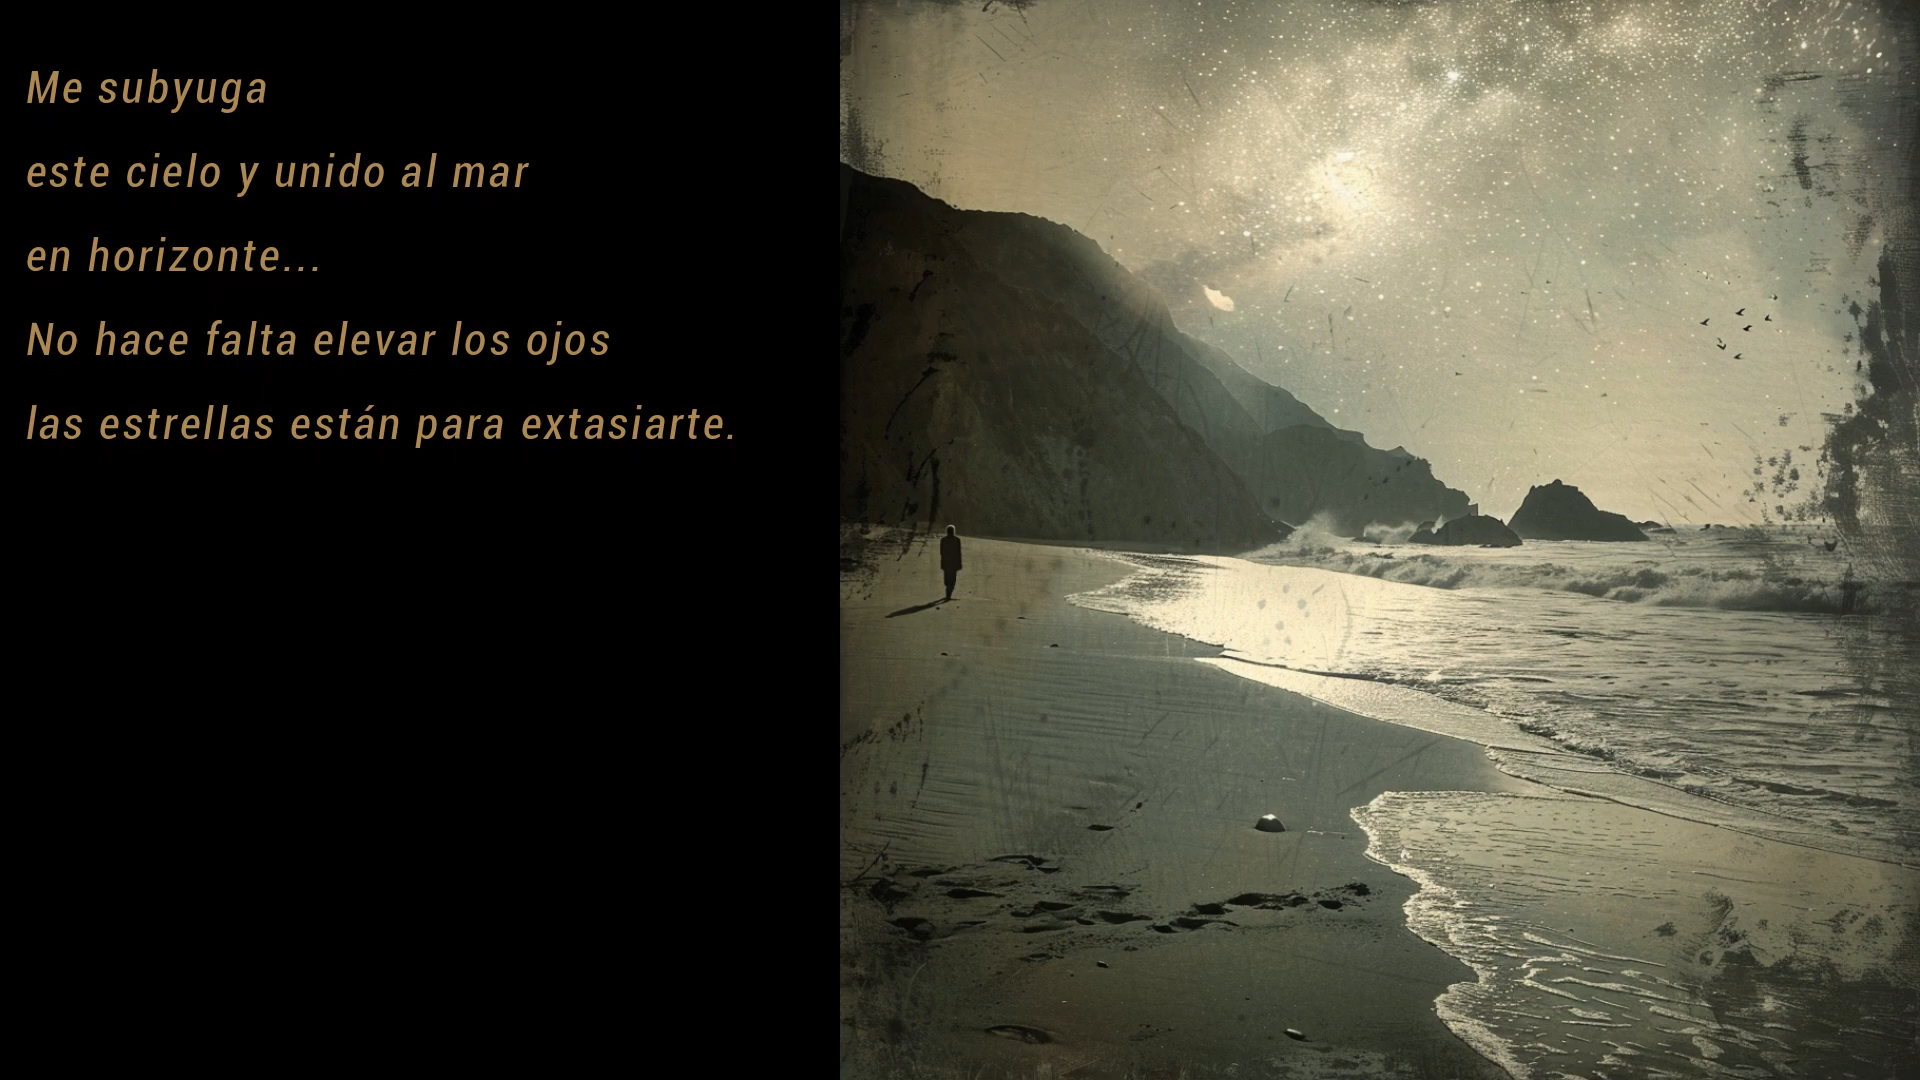 Me subyuga
este cielo y unido al mar
en horizonte...
No hace falta elevar los ojos
las estrellas están para extasiarte.